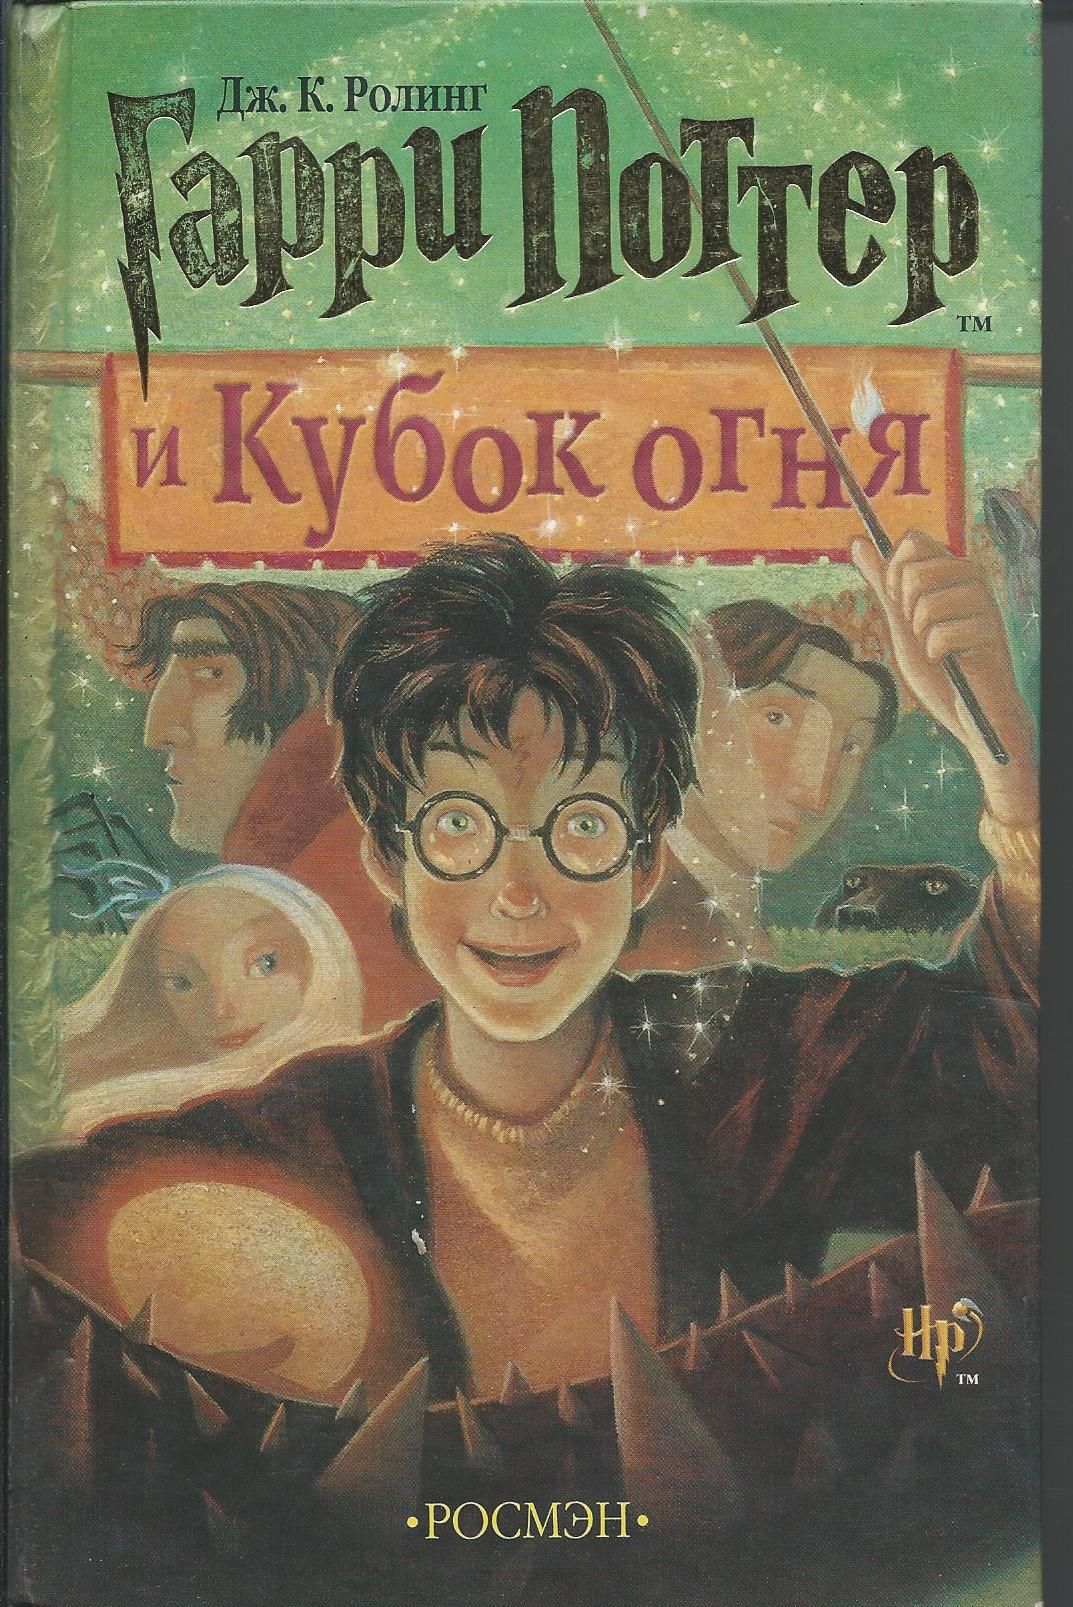 Дж. К. Ролинг
Гарри Поттер
TM
и Кубок огня
HP
TM
•РОСМЭН•